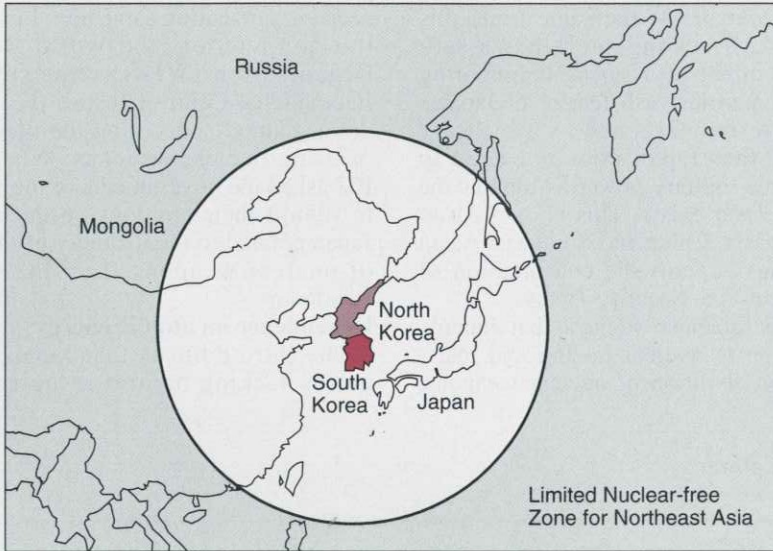 Russia
Mongolia
North
Korea
South
Korea
Japan
Limited Nuclear-free
Zone for Northeast Asia